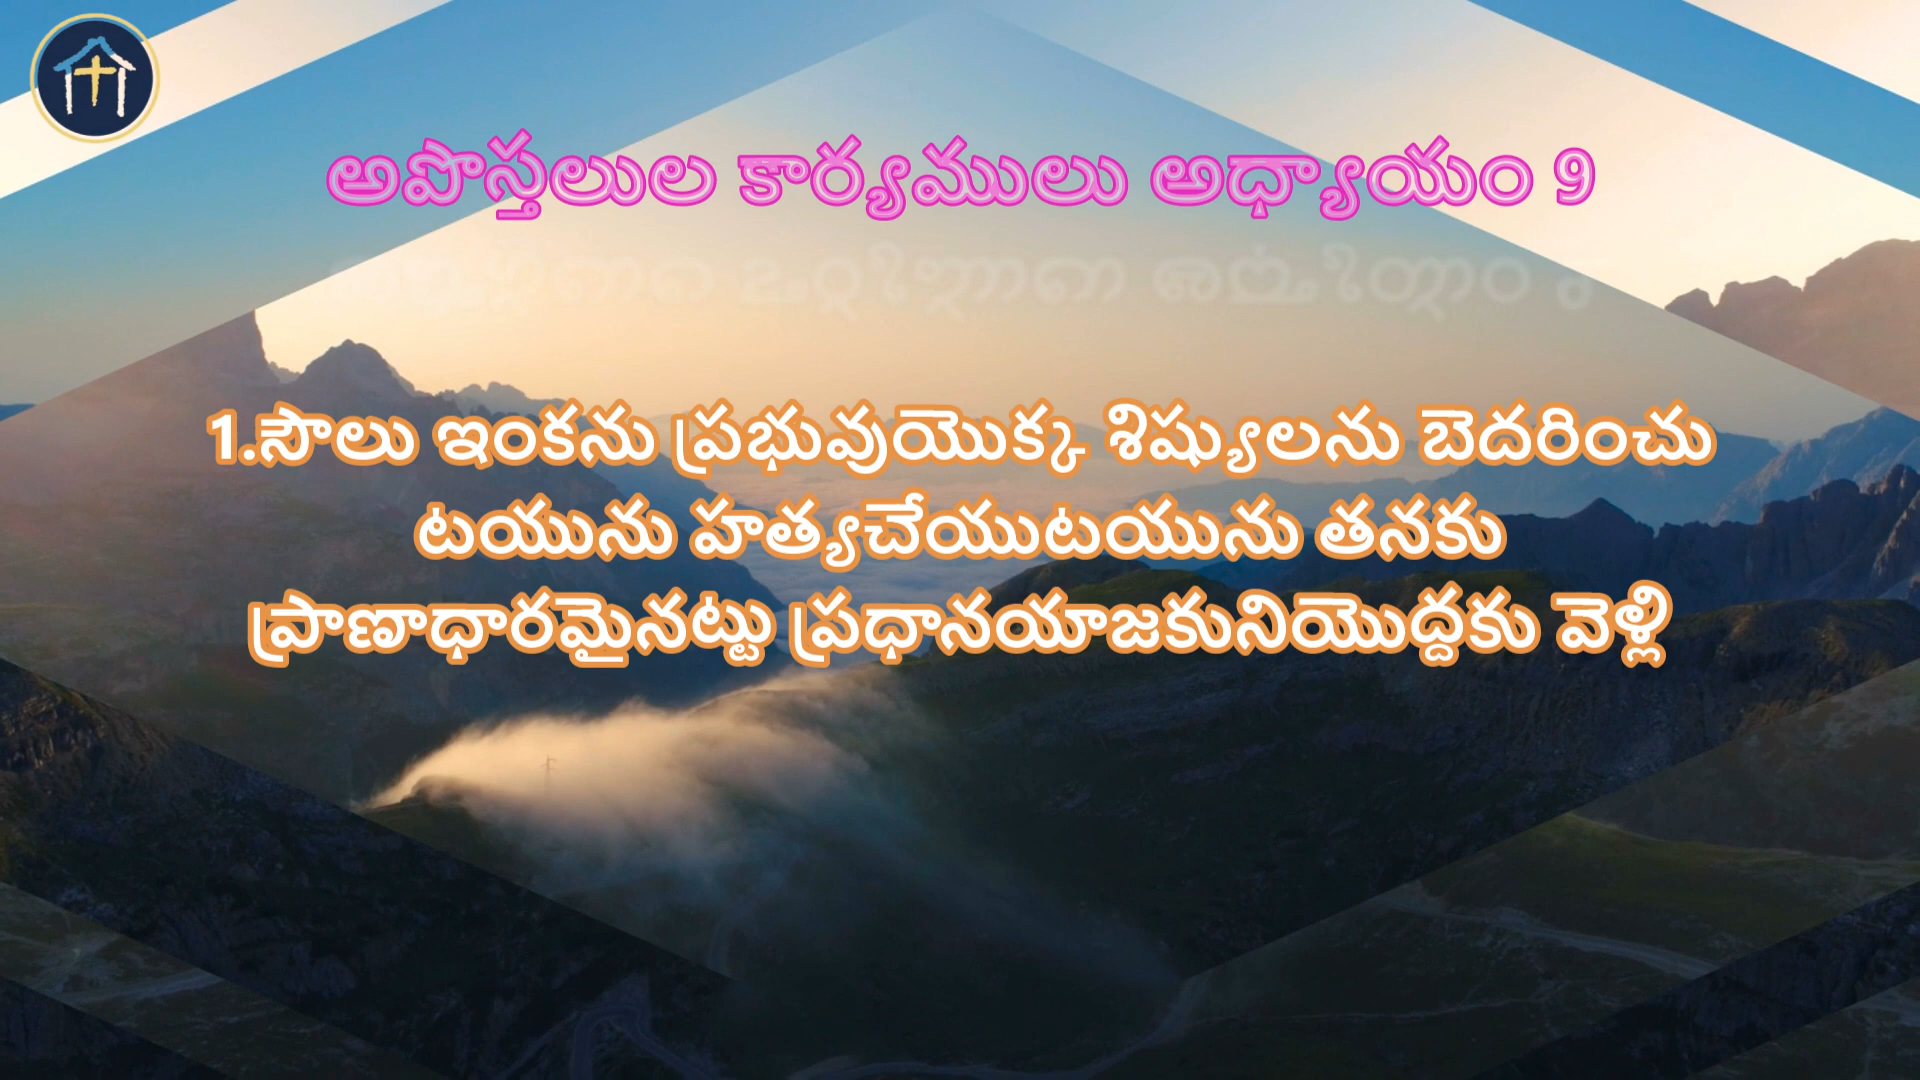 అపొస్తలుల కార్యములు అధ్యాయం 9
1.సౌలు ఇంకను ప్రభువుయొక్క శిష్యులను బెదరించు
టయును హత్యచేయుటయును తనకు
ప్రాణాధారమైనట్టు ప్రధానయాజకునియొద్దకు వెళ్లి